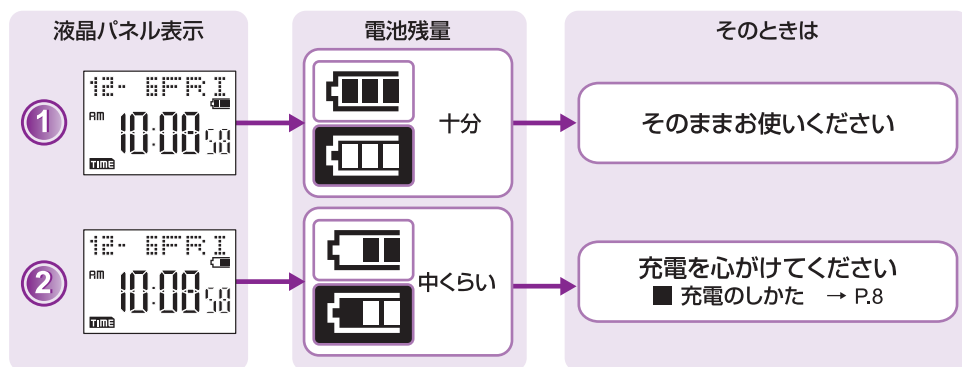 液晶パネル表示
電池残量
そのときは
1
12- 6FRI
AM 10:08 58
TIME
十分
そのままお使いください
2
12- 6FRI
AM 10:08 58
TIME
中くらい
充電を心がけてください
■ 充電のしかた → P.8